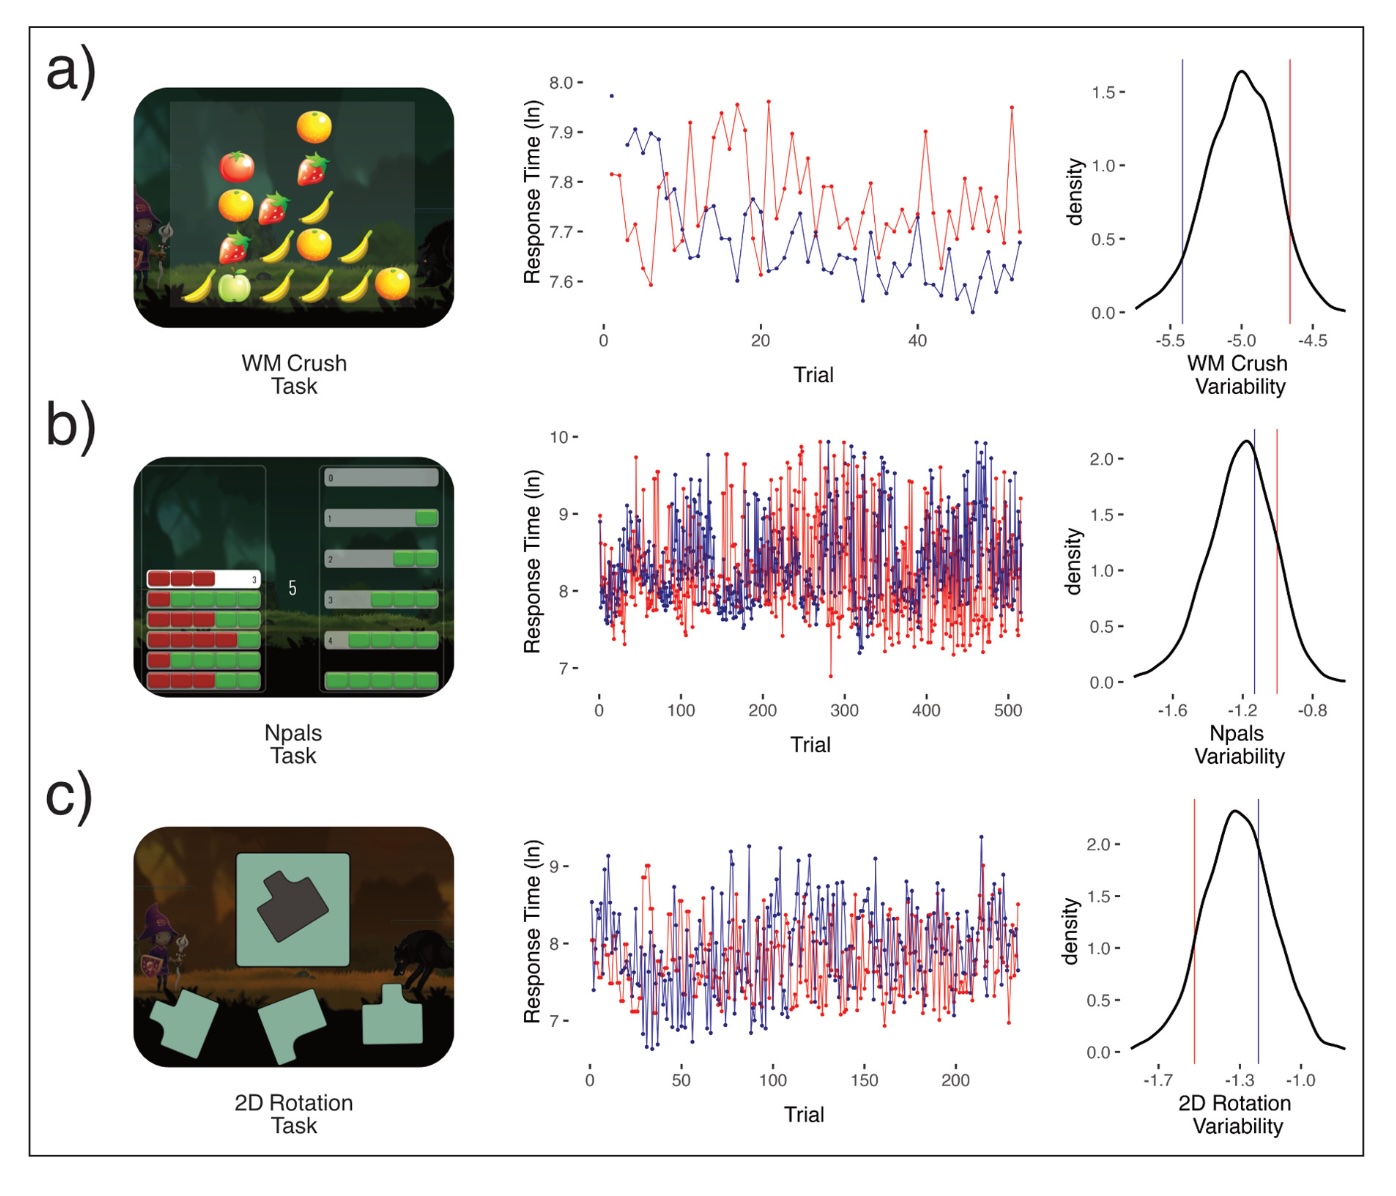 a)
WM Crush
Task
Response Time (ln)
8.0
7.9
7.8
7.7
7.6
0
20
40
Trial
density
1.5
1.0
0.5
0.0
-5.5
-5.0
-4.5
WM Crush
Variability
b)
0
1
2
3
4
3
5
Npals
Task
Response Time (ln)
10
9
8
7
0
100
200
300
400
500
Trial
density
2.0
1.5
1.0
0.5
0.0
-1.6
-1.2
-0.8
Npals
Variability
c)
2D Rotation
Task
Response Time (ln)
9
8
7
0
50
100
150
200
Trial
density
2.0
1.5
1.0
0.5
0.0
-1.7
-1.3
-1.0
2D Rotation
Variability